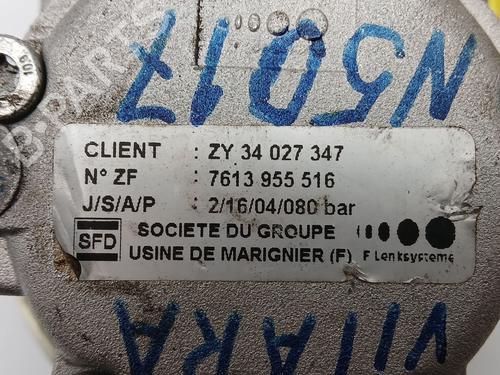 N5017
CLIENT : ZY 34 027 347
N° ZF : 7613 955 516
J/S/A/P : 2/16/04/080 bar
SFD SOCIETE DU GROUPE
USINE DE MARIGNIER (F) F Lenksysteme
VITARA
B-PARTS